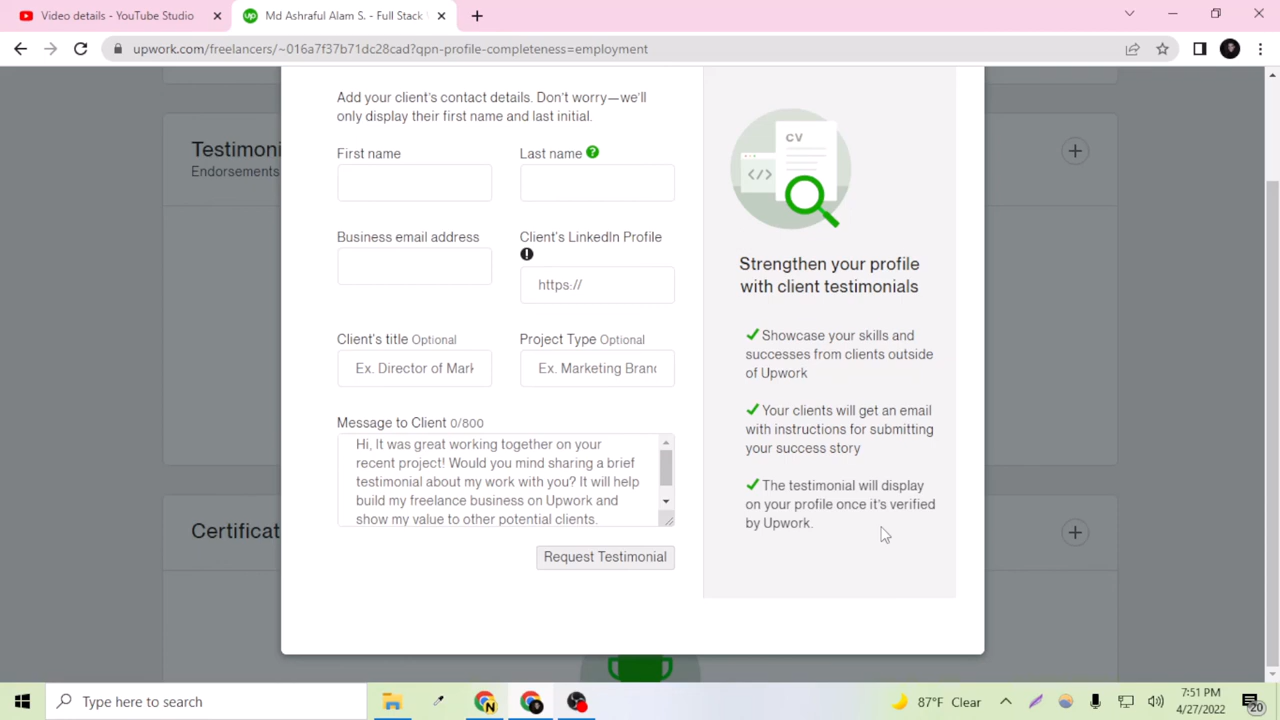 Video details - YouTube Studio
up
Md Ashraful Alam S. - Full Stack
upwork.com/freelancers/~016a7f37b71dc28cad?qpn-profile-completeness=employment
Testimoni
Endorsements
Add your client's contact details. Don't worry—we'll
only display their first name and last initial.
First name
Last name
Business email address
Client's LinkedIn Profile
https://
Client's title Optional
Project Type Optional
Ex. Director of Mark
Ex. Marketing Branc
Message to Client 0/800
Hi, It was great working together on your
recent project! Would you mind sharing a brief
testimonial about my work with you? It will help
build my freelance business on Upwork and
show my value to other potential clients.
Request Testimonial
CV
</>
Strengthen your profile
with client testimonials
Showcase your skills and
successes from clients outside
of Upwork
Your clients will get an email
with instructions for submitting
your success story
The testimonial will display
on your profile once it's verified
by Upwork.
Certificat
Type here to search
N
87°F Clear
7:51 PM
4/27/2022
20